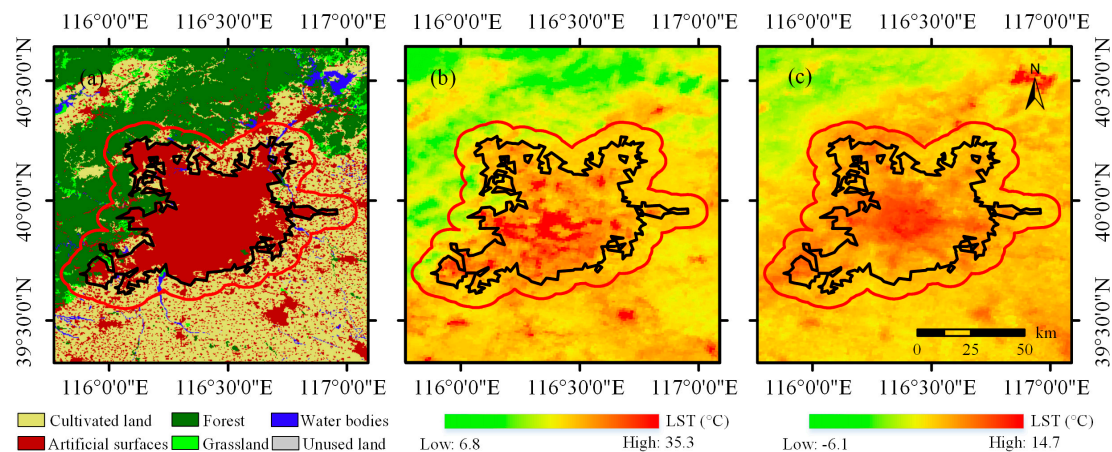 116°0'0"E 116°30'0"E 117°0'0"E 116°0'0"E 116°30'0"E 117°0'0"E 116°0'0"E 116°30'0"E 117°0'0"E
40°30'0"N
40°0'0"N
39°30'0"N
(a)
(b)
(c)
N
40°30'0"N
40°0'0"N
39°30'0"N
km
0 25 50
116°0'0"E 116°30'0"E 117°0'0"E 116°0'0"E 116°30'0"E 117°0'0"E 116°0'0"E 116°30'0"E 117°0'0"E
Cultivated land Forest Water bodies
Artificial surfaces Grassland Unused land
LST (°C)
Low: 6.8 High: 35.3
LST (°C)
Low: -6.1 High: 14.7